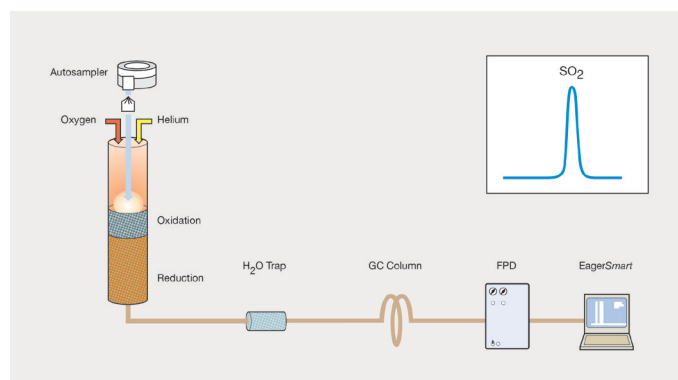 Autosampler
SO₂
Oxygen
Helium
Oxidation
Reduction
H₂O Trap
GC Column
FPD
EagerSmart